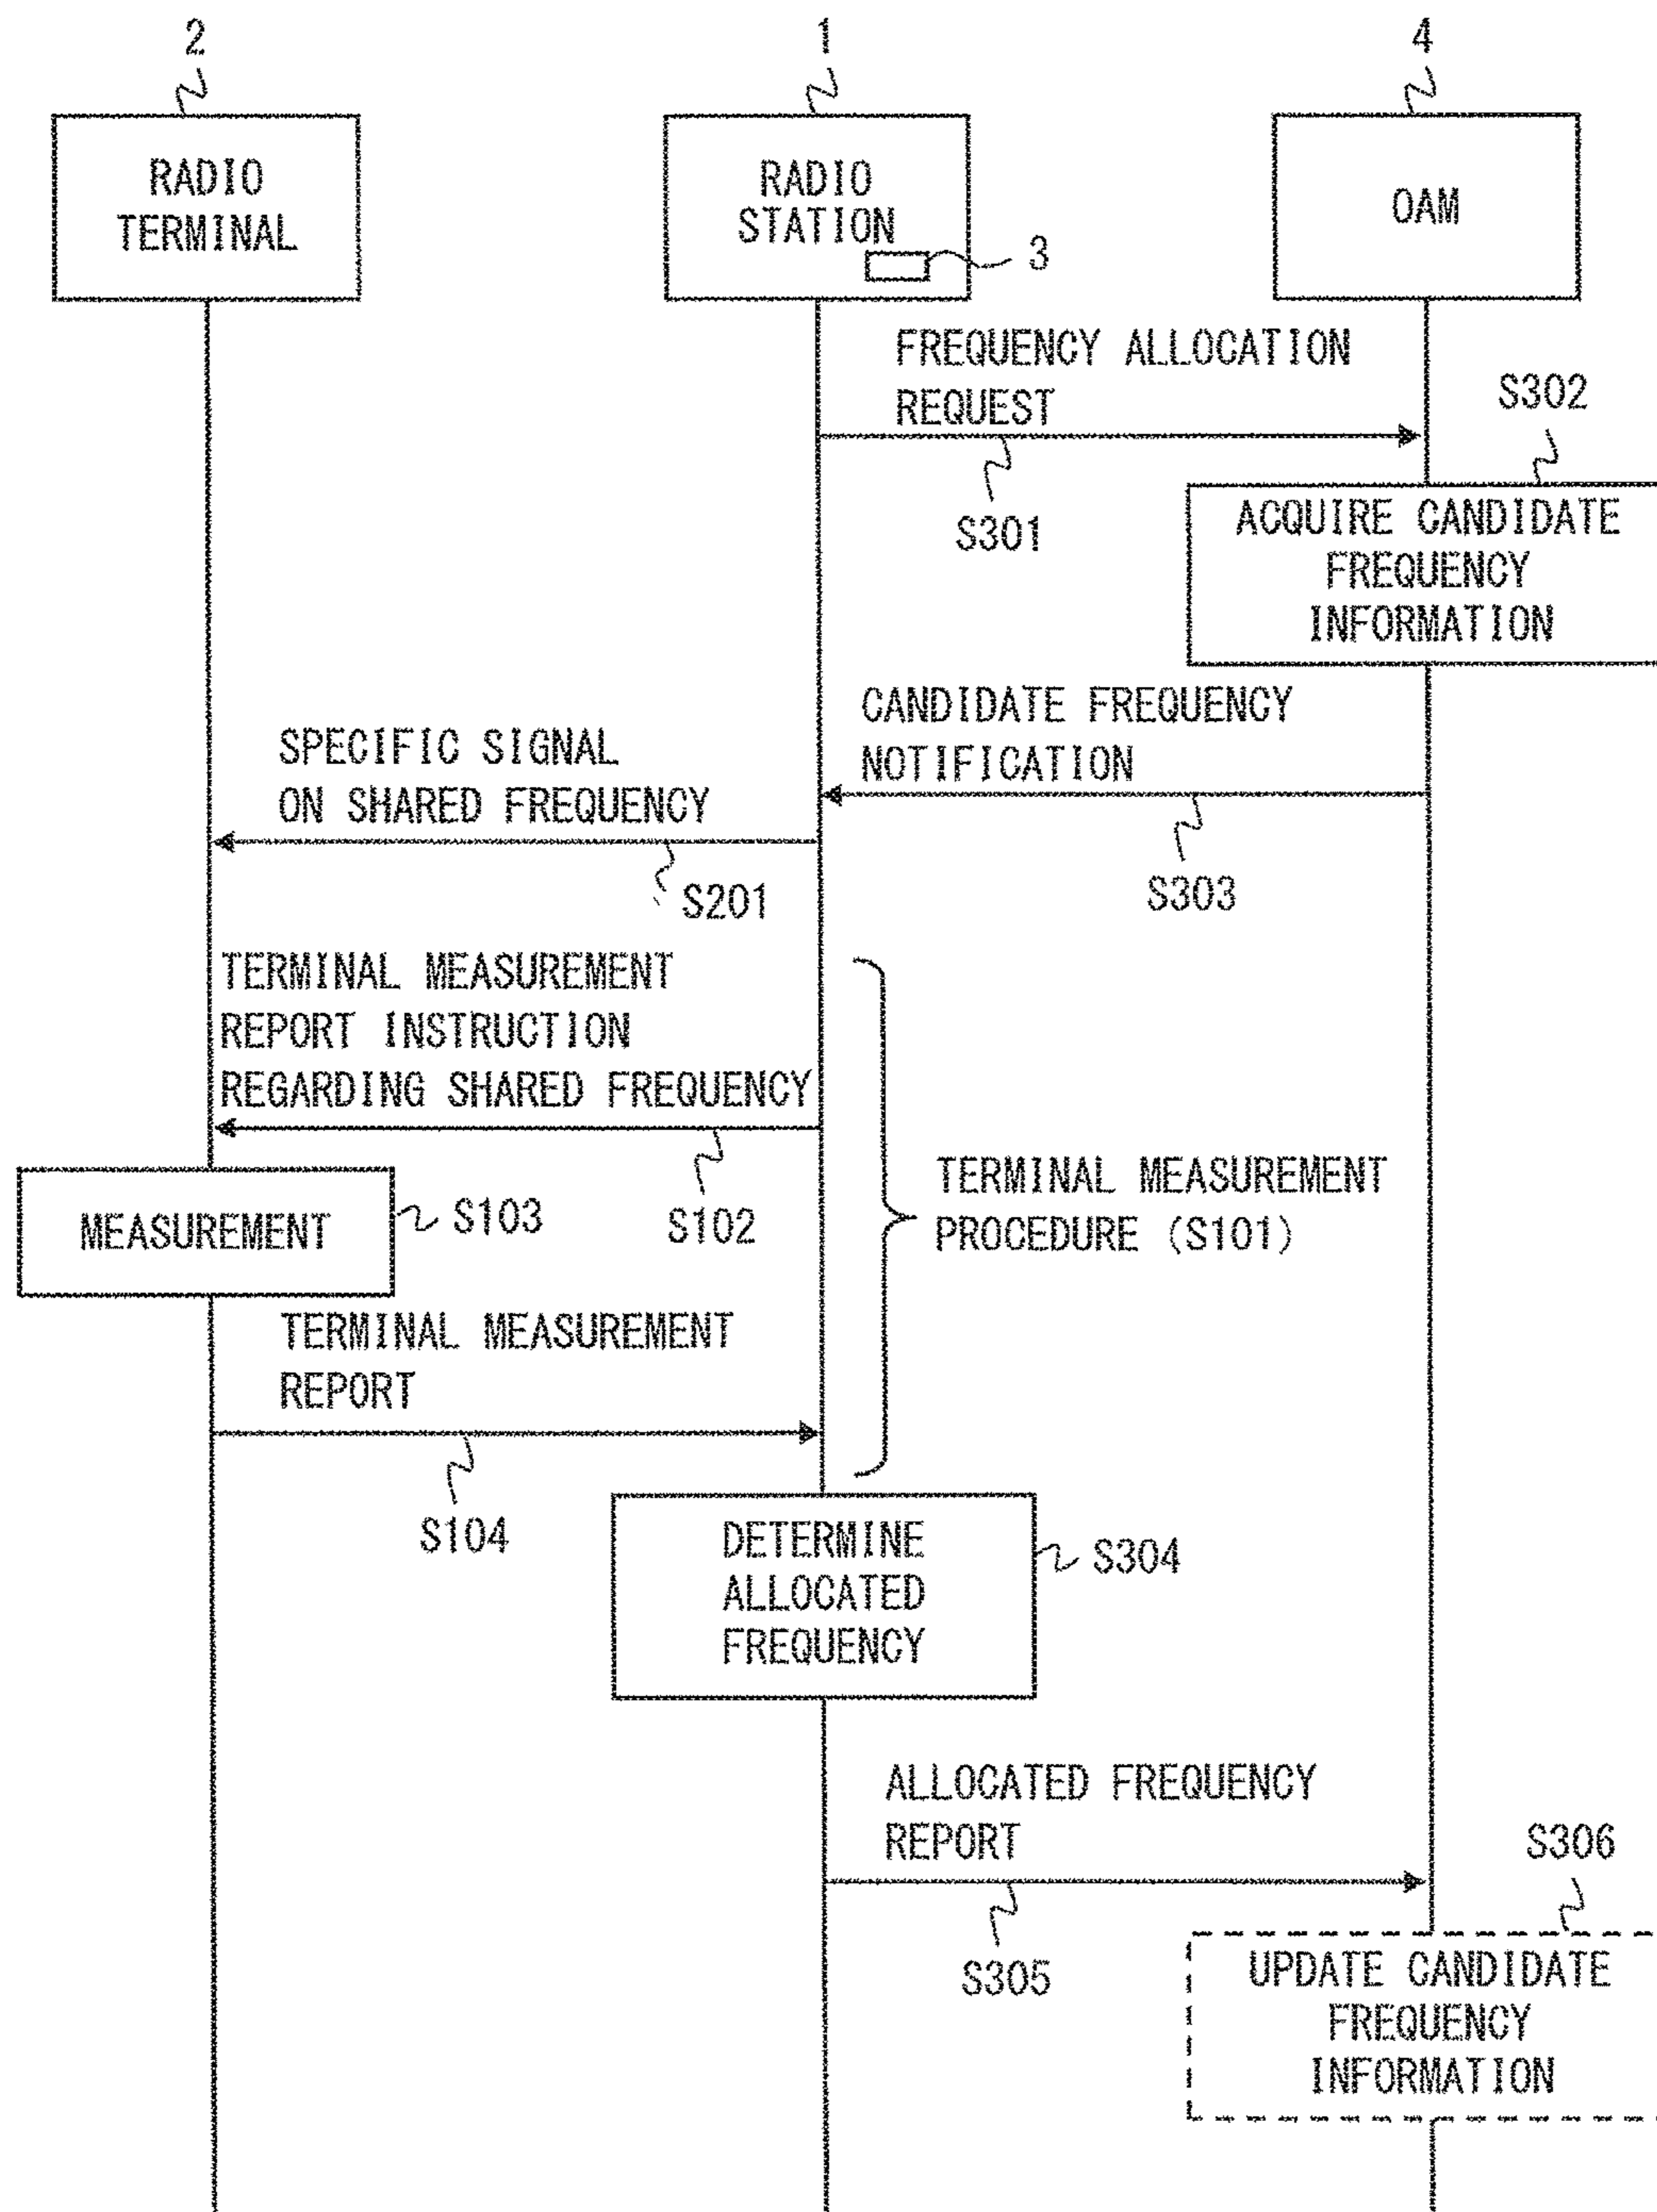 2
1
4
RADIO
TERMINAL
RADIO
STATION
3
OAM
FREQUENCY ALLOCATION
REQUEST
S301
S302
ACQUIRE CANDIDATE
FREQUENCY
INFORMATION
CANDIDATE FREQUENCY
NOTIFICATION
S303
SPECIFIC SIGNAL
ON SHARED FREQUENCY
S201
TERMINAL MEASUREMENT
REPORT INSTRUCTION
REGARDING SHARED FREQUENCY
S102
TERMINAL MEASUREMENT
PROCEDURE (S101)
MEASUREMENT
S103
TERMINAL MEASUREMENT
REPORT
S104
DETERMINE
ALLOCATED
FREQUENCY
S304
ALLOCATED FREQUENCY
REPORT
S305
S306
UPDATE CANDIDATE
FREQUENCY
INFORMATION